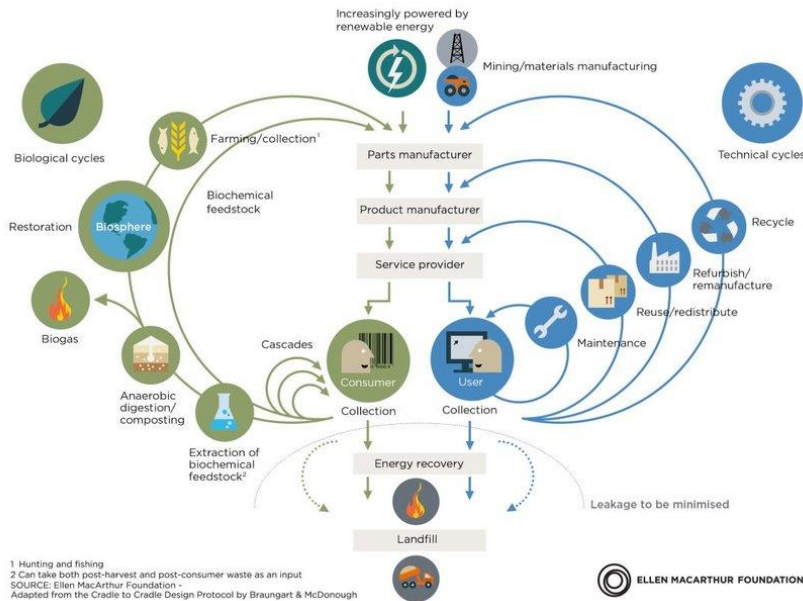 Increasingly powered by
renewable energy
Mining/materials manufacturing
Biological cycles
Farming/collection¹
Parts manufacturer
Technical cycles
Biochemical
feedstock
Product manufacturer
Restoration
Biosphere
Recycle
Service provider
Refurbish/
remanufacture
Reuse/redistribute
Biogas
Cascades
Maintenance
Consumer
User
Anaerobic
digestion/
composting
Collection
Collection
Extraction of
biochemical
feedstock²
Energy recovery
Leakage to be minimised
Landfill
1 Hunting and fishing
2 Can take both post-harvest and post-consumer waste as an input
SOURCE: Ellen MacArthur Foundation -
Adapted from the Cradle to Cradle Design Protocol by Braungart & McDonough
ELLEN MACARTHUR FOUNDATION